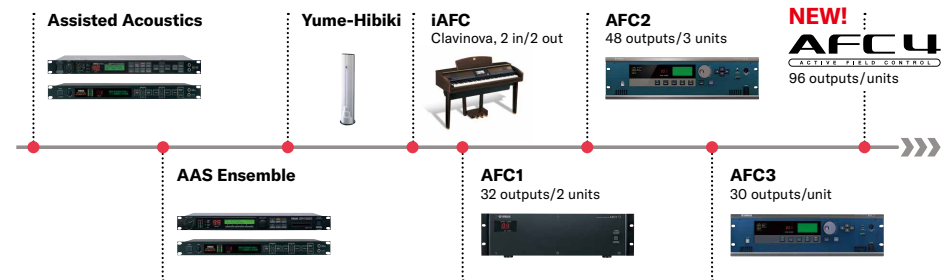 Assisted Acoustics
Yume-Hibiki
iAFC
Clavinova, 2 in/2 out
AFC2
48 outputs/3 units
NEW!
AFC4
ACTIVE FIELD CONTROL
96 outputs/units
AAS Ensemble
AFC1
32 outputs/2 units
AFC3
30 outputs/unit